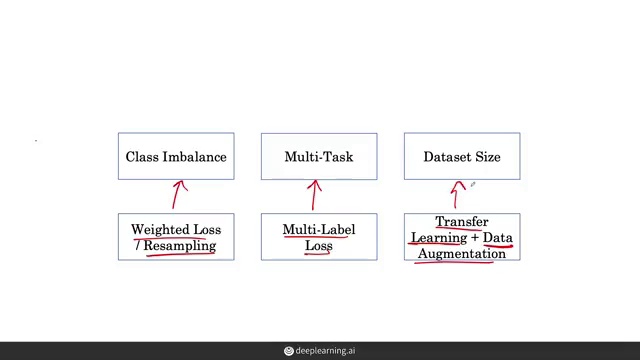 Class Imbalance
Multi-Task
Dataset Size
Weighted Loss
/ Resampling
Multi-Label
Loss
Transfer
Learning + Data
Augmentation
deeplearning.ai